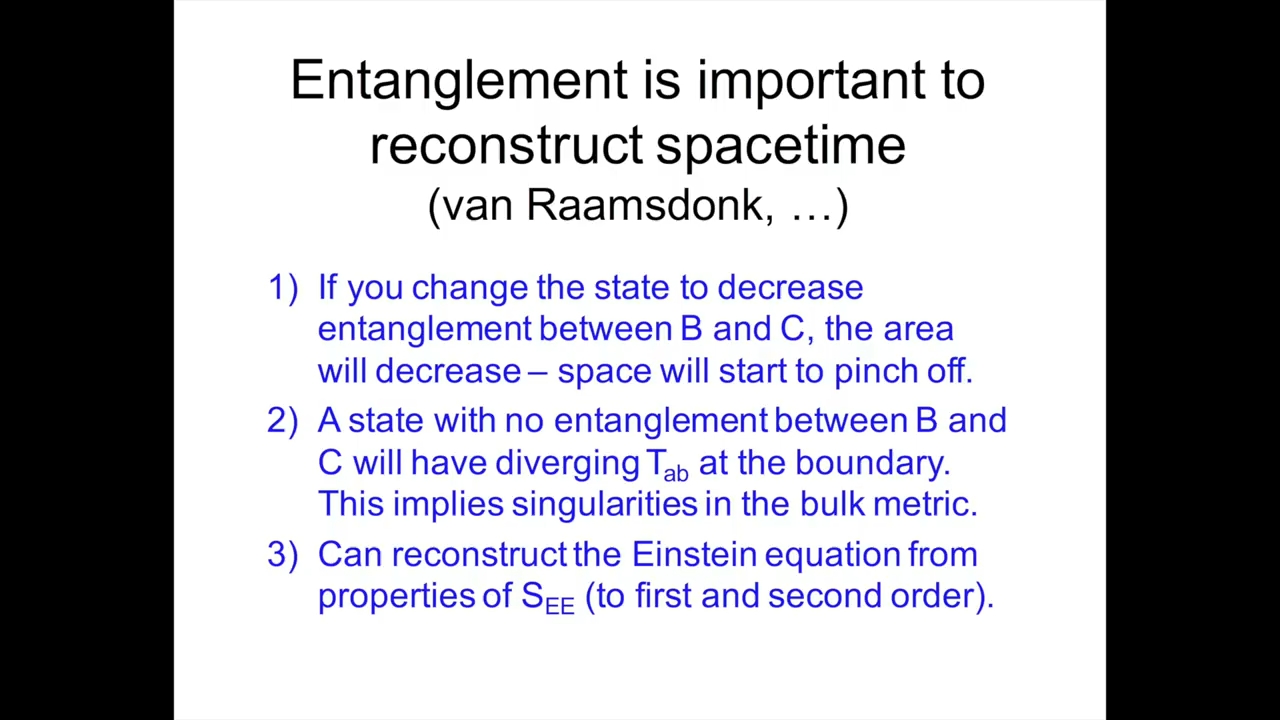 Entanglement is important to
reconstruct spacetime
(van Raamsdonk, …)
1) If you change the state to decrease
entanglement between B and C, the area
will decrease – space will start to pinch off.
2) A state with no entanglement between B and
C will have diverging T_ab at the boundary.
This implies singularities in the bulk metric.
3) Can reconstruct the Einstein equation from
properties of S_EE (to first and second order).